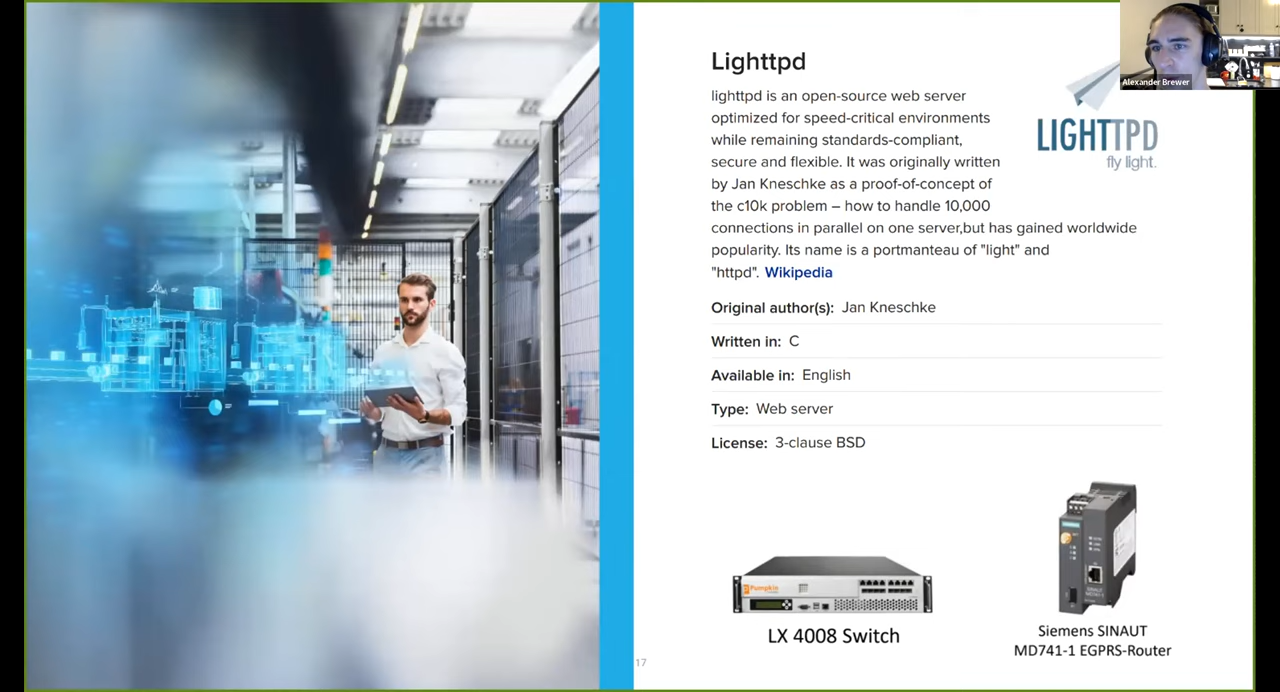 Lighttpd
lighttpd is an open-source web server
optimized for speed-critical environments
while remaining standards-compliant,
secure and flexible. It was originally written
by Jan Kneschke as a proof-of-concept of
the c10k problem – how to handle 10,000
connections in parallel on one server,but has gained worldwide
popularity. Its name is a portmanteau of "light" and
"httpd". Wikipedia
Alexander Brewer
LIGHTTPD
fly light.
Original author(s): Jan Kneschke
Written in: C
Available in: English
Type: Web server
License: 3-clause BSD
Pumpkin
LX 4008 Switch
Siemens SINAUT
MD741-1 EGPRS-Router
17